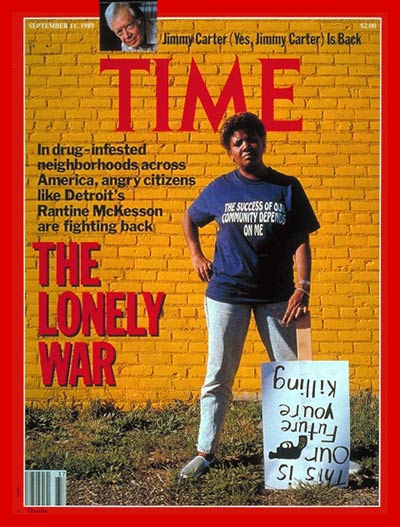 SEPTEMBER 11, 1989
$2.00
Jimmy Carter (Yes, Jimmy Carter) Is Back
TIME
In drug-infested
neighborhoods across
America, angry citizens
like Detroit's
Rantine McKesson
are fighting back
THE
LONELY
WAR
THE SUCCESS OF OUR
COMMUNITY DEPENDS
ON ME
This is
Our
Future
you're
Killing
37